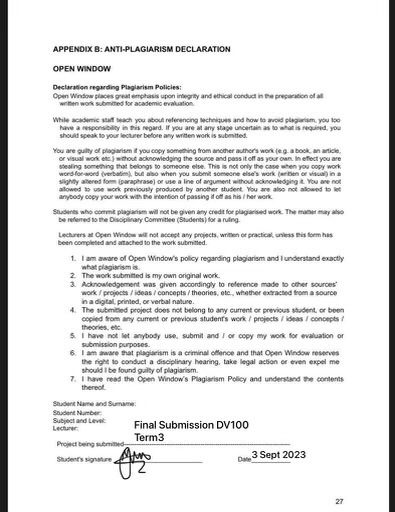 APPENDIX B: ANTI-PLAGIARISM DECLARATION
OPEN WINDOW
Declaration regarding Plagiarism Policies:
Open Window places great emphasis upon integrity and ethical conduct in the preparation of all
written work submitted for academic evaluation.
While academic staff teach you about referencing techniques and how to avoid plagiarism, you too
have a responsibility in this regard. If you are at any stage uncertain as to what is required, you
should speak to your lecturer before any written work is submitted.
You are guilty of plagiarism if you copy something from another author's work (e.g. a book, an article,
or visual work etc.) without acknowledging the source and pass it off as your own. In effect you are
stealing something that belongs to someone else. This is not only the case when you copy work
word-for-word (verbatim), but also when you submit someone else's work (written or visual) in a
slightly altered form (paraphrase) or use a line of argument without acknowledging it. You are not
allowed to use work previously produced by another student. You are also not allowed to let
anybody copy your work with the intention of passing if off as his / her work.
Students who commit plagiarism will not be given any credit for plagiarised work. The matter may also
be referred to the Disciplinary Committee (Students) for a ruling.
Lecturers at Open Window will not accept any projects, written or practical, unless this form has
been completed and attached to the work submitted.
1. I am aware of Open Window's policy regarding plagiarism and I understand exactly
what plagiarism is.
2. The work submitted is my own original work.
3. Acknowledgement was given accordingly to reference made to other sources'
work / projects / ideas / concepts / theories, etc., whether extracted from a source
in a digital, printed, or verbal nature.
4. The submitted project does not belong to any current or previous student, or been
copied from any current or previous student's work / projects / ideas / concepts /
theories, etc.
5. I have not let anybody use, submit and / or copy my work for evaluation or
submission purposes.
6. I am aware that plagiarism is a criminal offence and that Open Window reserves
the right to conduct a disciplinary hearing, take legal action or even expel me
should I be found guilty of plagiarism.
7. I have read the Open Window's Plagiarism Policy and understand the contents
thereof.
Student Name and Surname:
Student Number:
Subject and Level:
Lecturer:
Final Submission DV100
Term3
Project being submitted
Student's signature
Date 3 Sept 2023
27